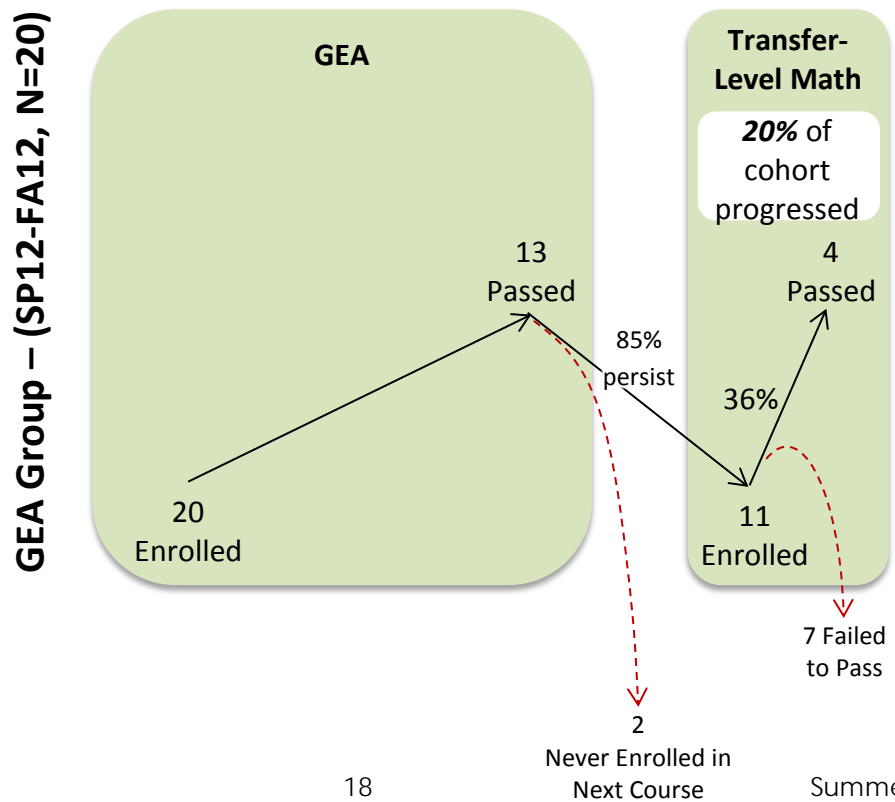 GEA Group – (SP12-FA12, N=20)
GEA
Transfer-
Level Math
20% of
cohort
progressed
13
Passed
4
Passed
85%
persist
36%
20
Enrolled
11
Enrolled
7 Failed
to Pass
2
Never Enrolled in
Next Course
18
Summe